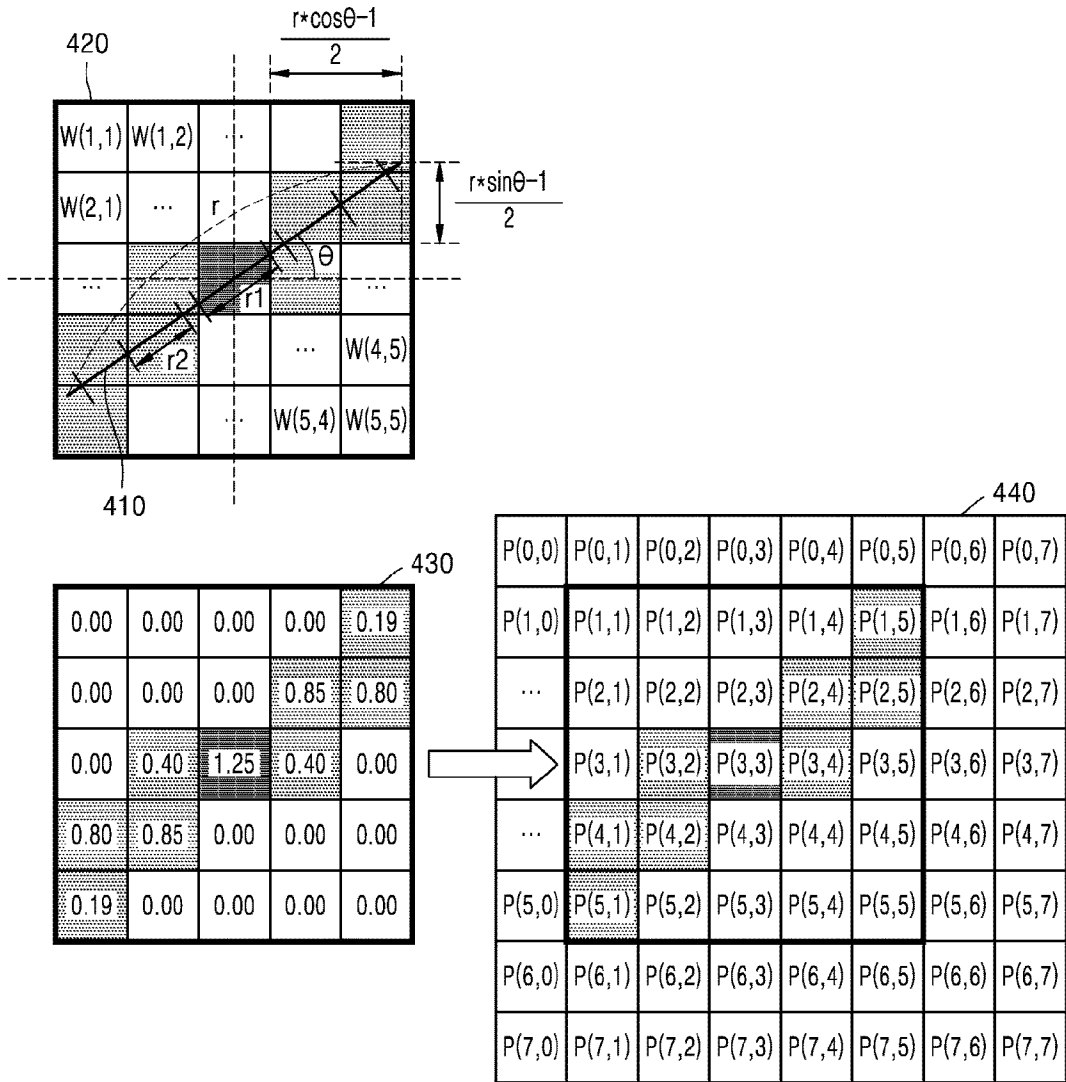 r*cosθ-1
2
420
W(1,1) W(1,2) ...
W(2,1) ... r
r*sinθ-1
2
... θ ...
r1
r2 ... W(4,5)
... W(5,4) W(5,5)
410
440
P(0,0) P(0,1) P(0,2) P(0,3) P(0,4) P(0,5) P(0,6) P(0,7)
430
0.00 0.00 0.00 0.00 0.19 P(1,0) P(1,1) P(1,2) P(1,3) P(1,4) P(1,5) P(1,6) P(1,7)
0.00 0.00 0.00 0.85 0.80 ... P(2,1) P(2,2) P(2,3) P(2,4) P(2,5) P(2,6) P(2,7)
0.00 0.40 1.25 0.40 0.00 P(3,1) P(3,2) P(3,3) P(3,4) P(3,5) P(3,6) P(3,7)
0.80 0.85 0.00 0.00 0.00 ... P(4,1) P(4,2) P(4,3) P(4,4) P(4,5) P(4,6) P(4,7)
0.19 0.00 0.00 0.00 0.00 P(5,0) P(5,1) P(5,2) P(5,3) P(5,4) P(5,5) P(5,6) P(5,7)
P(6,0) P(6,1) P(6,2) P(6,3) P(6,4) P(6,5) P(6,6) P(6,7)
P(7,0) P(7,1) P(7,2) P(7,3) P(7,4) P(7,5) P(7,6) P(7,7)